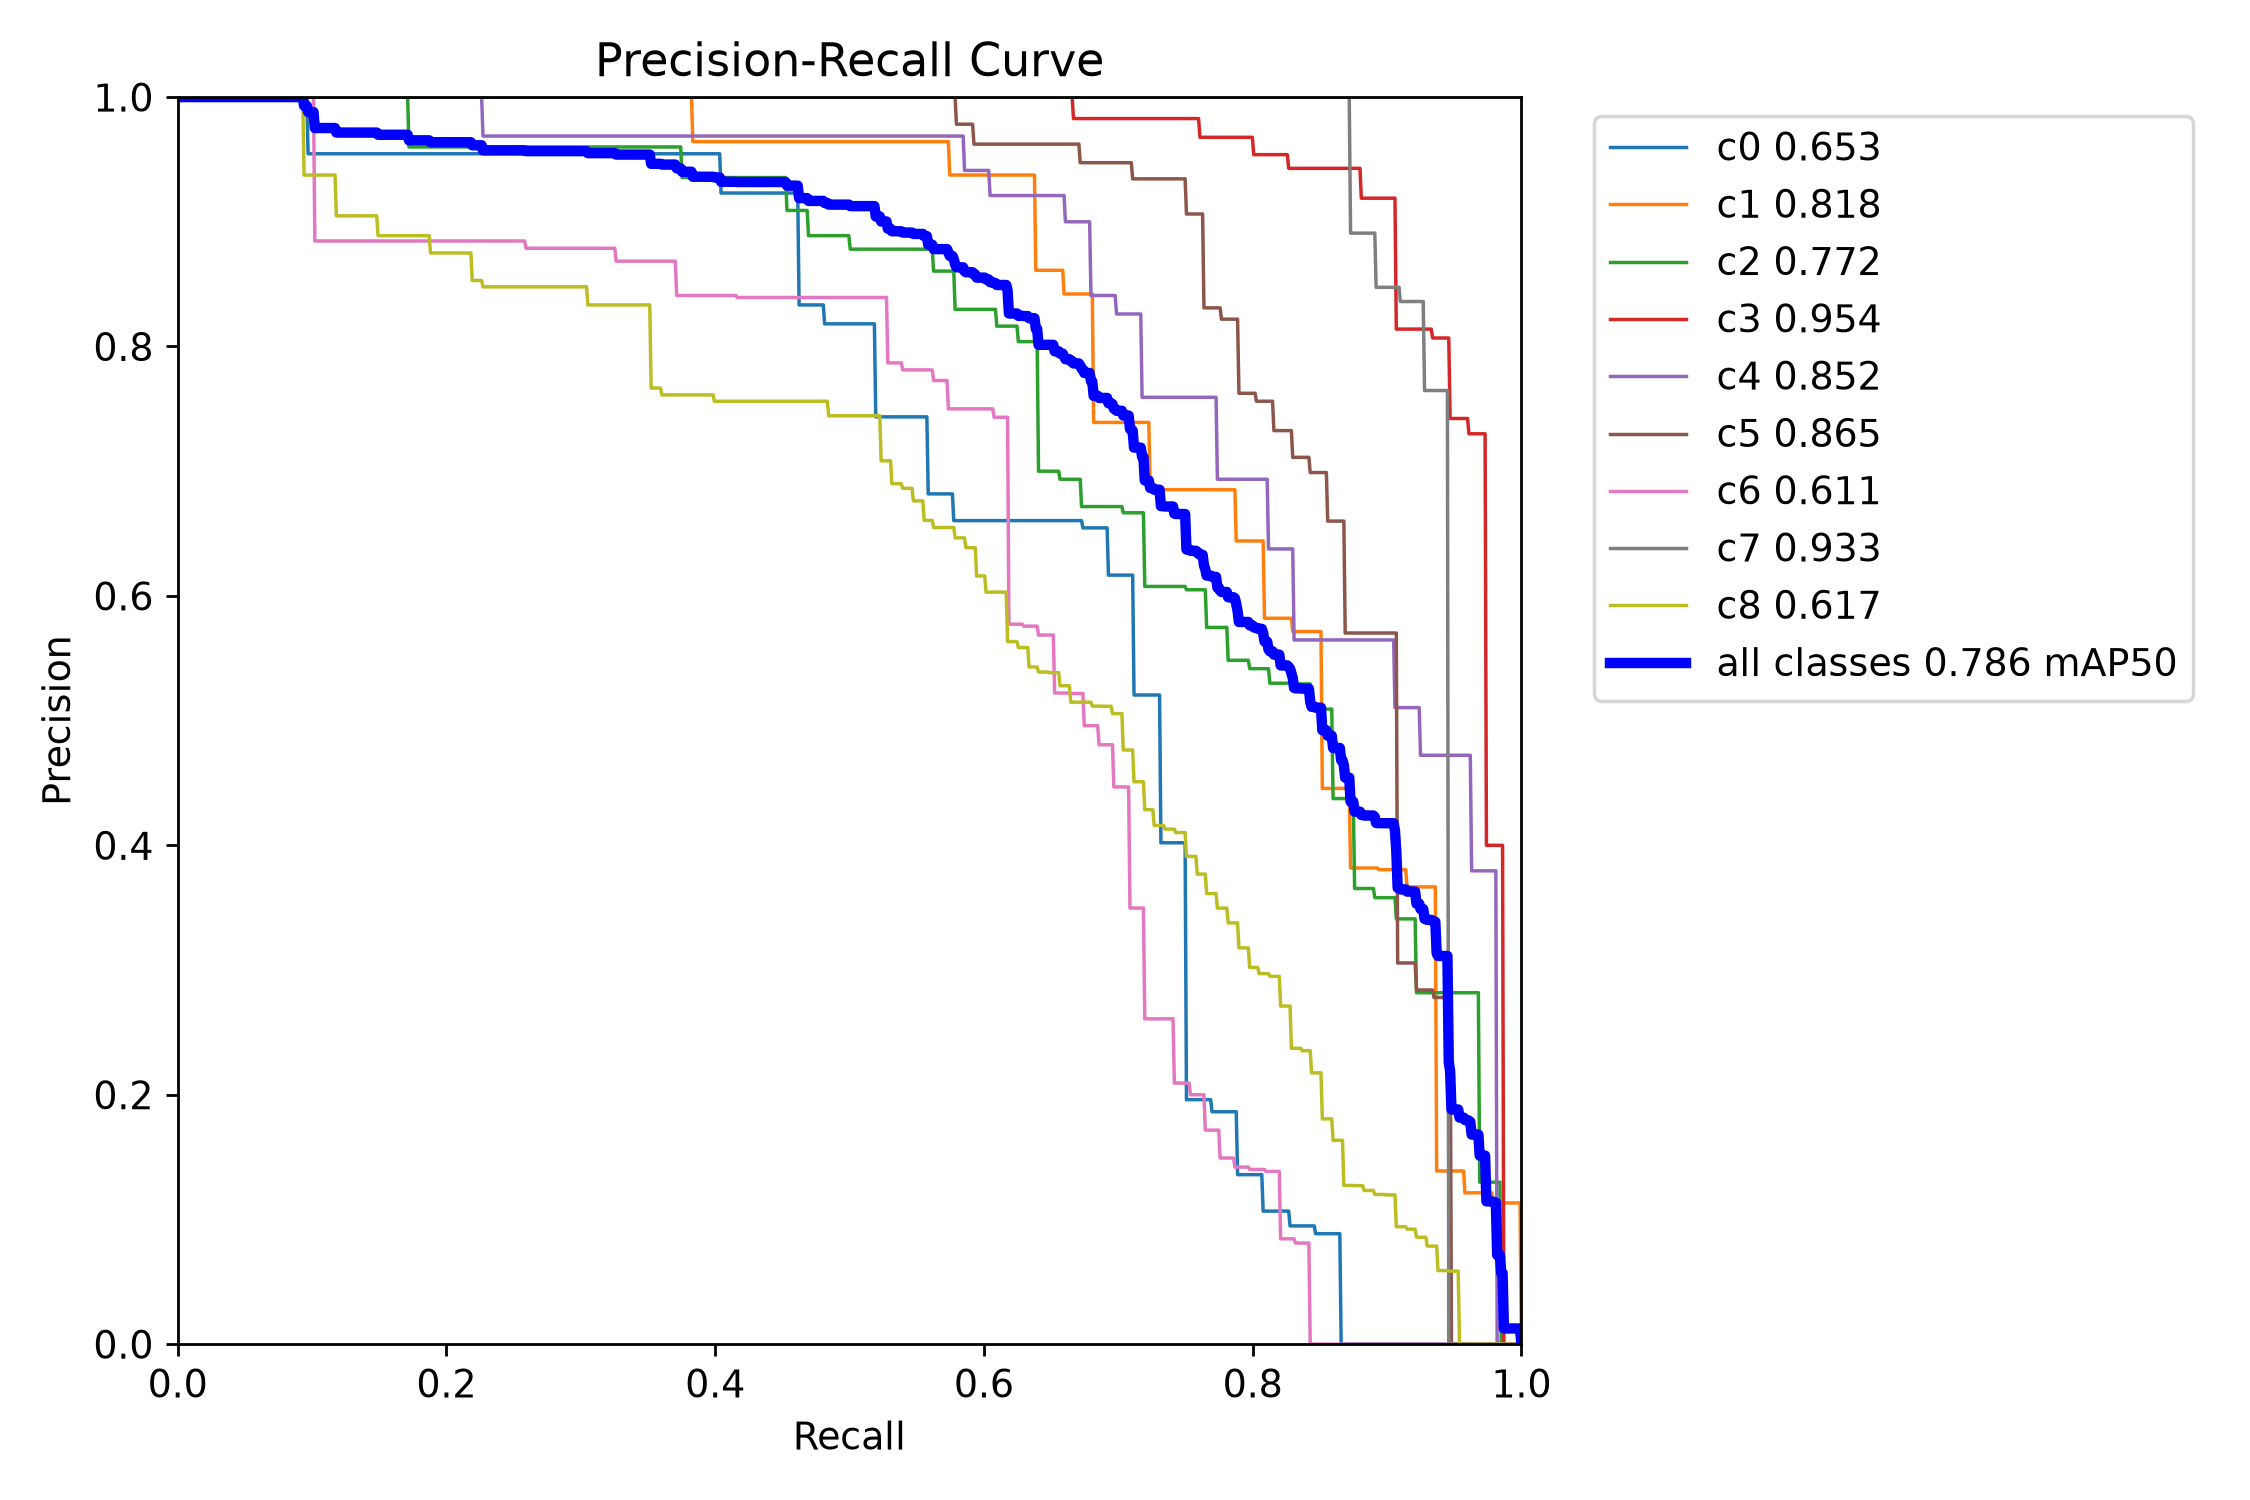 Precision-Recall Curve
1.0
0.8
0.6
0.4
0.2
0.0
Precision
0.0 0.2 0.4 0.6 0.8 1.0
Recall
c0 0.653
c1 0.818
c2 0.772
c3 0.954
c4 0.852
c5 0.865
c6 0.611
c7 0.933
c8 0.617
all classes 0.786 mAP50